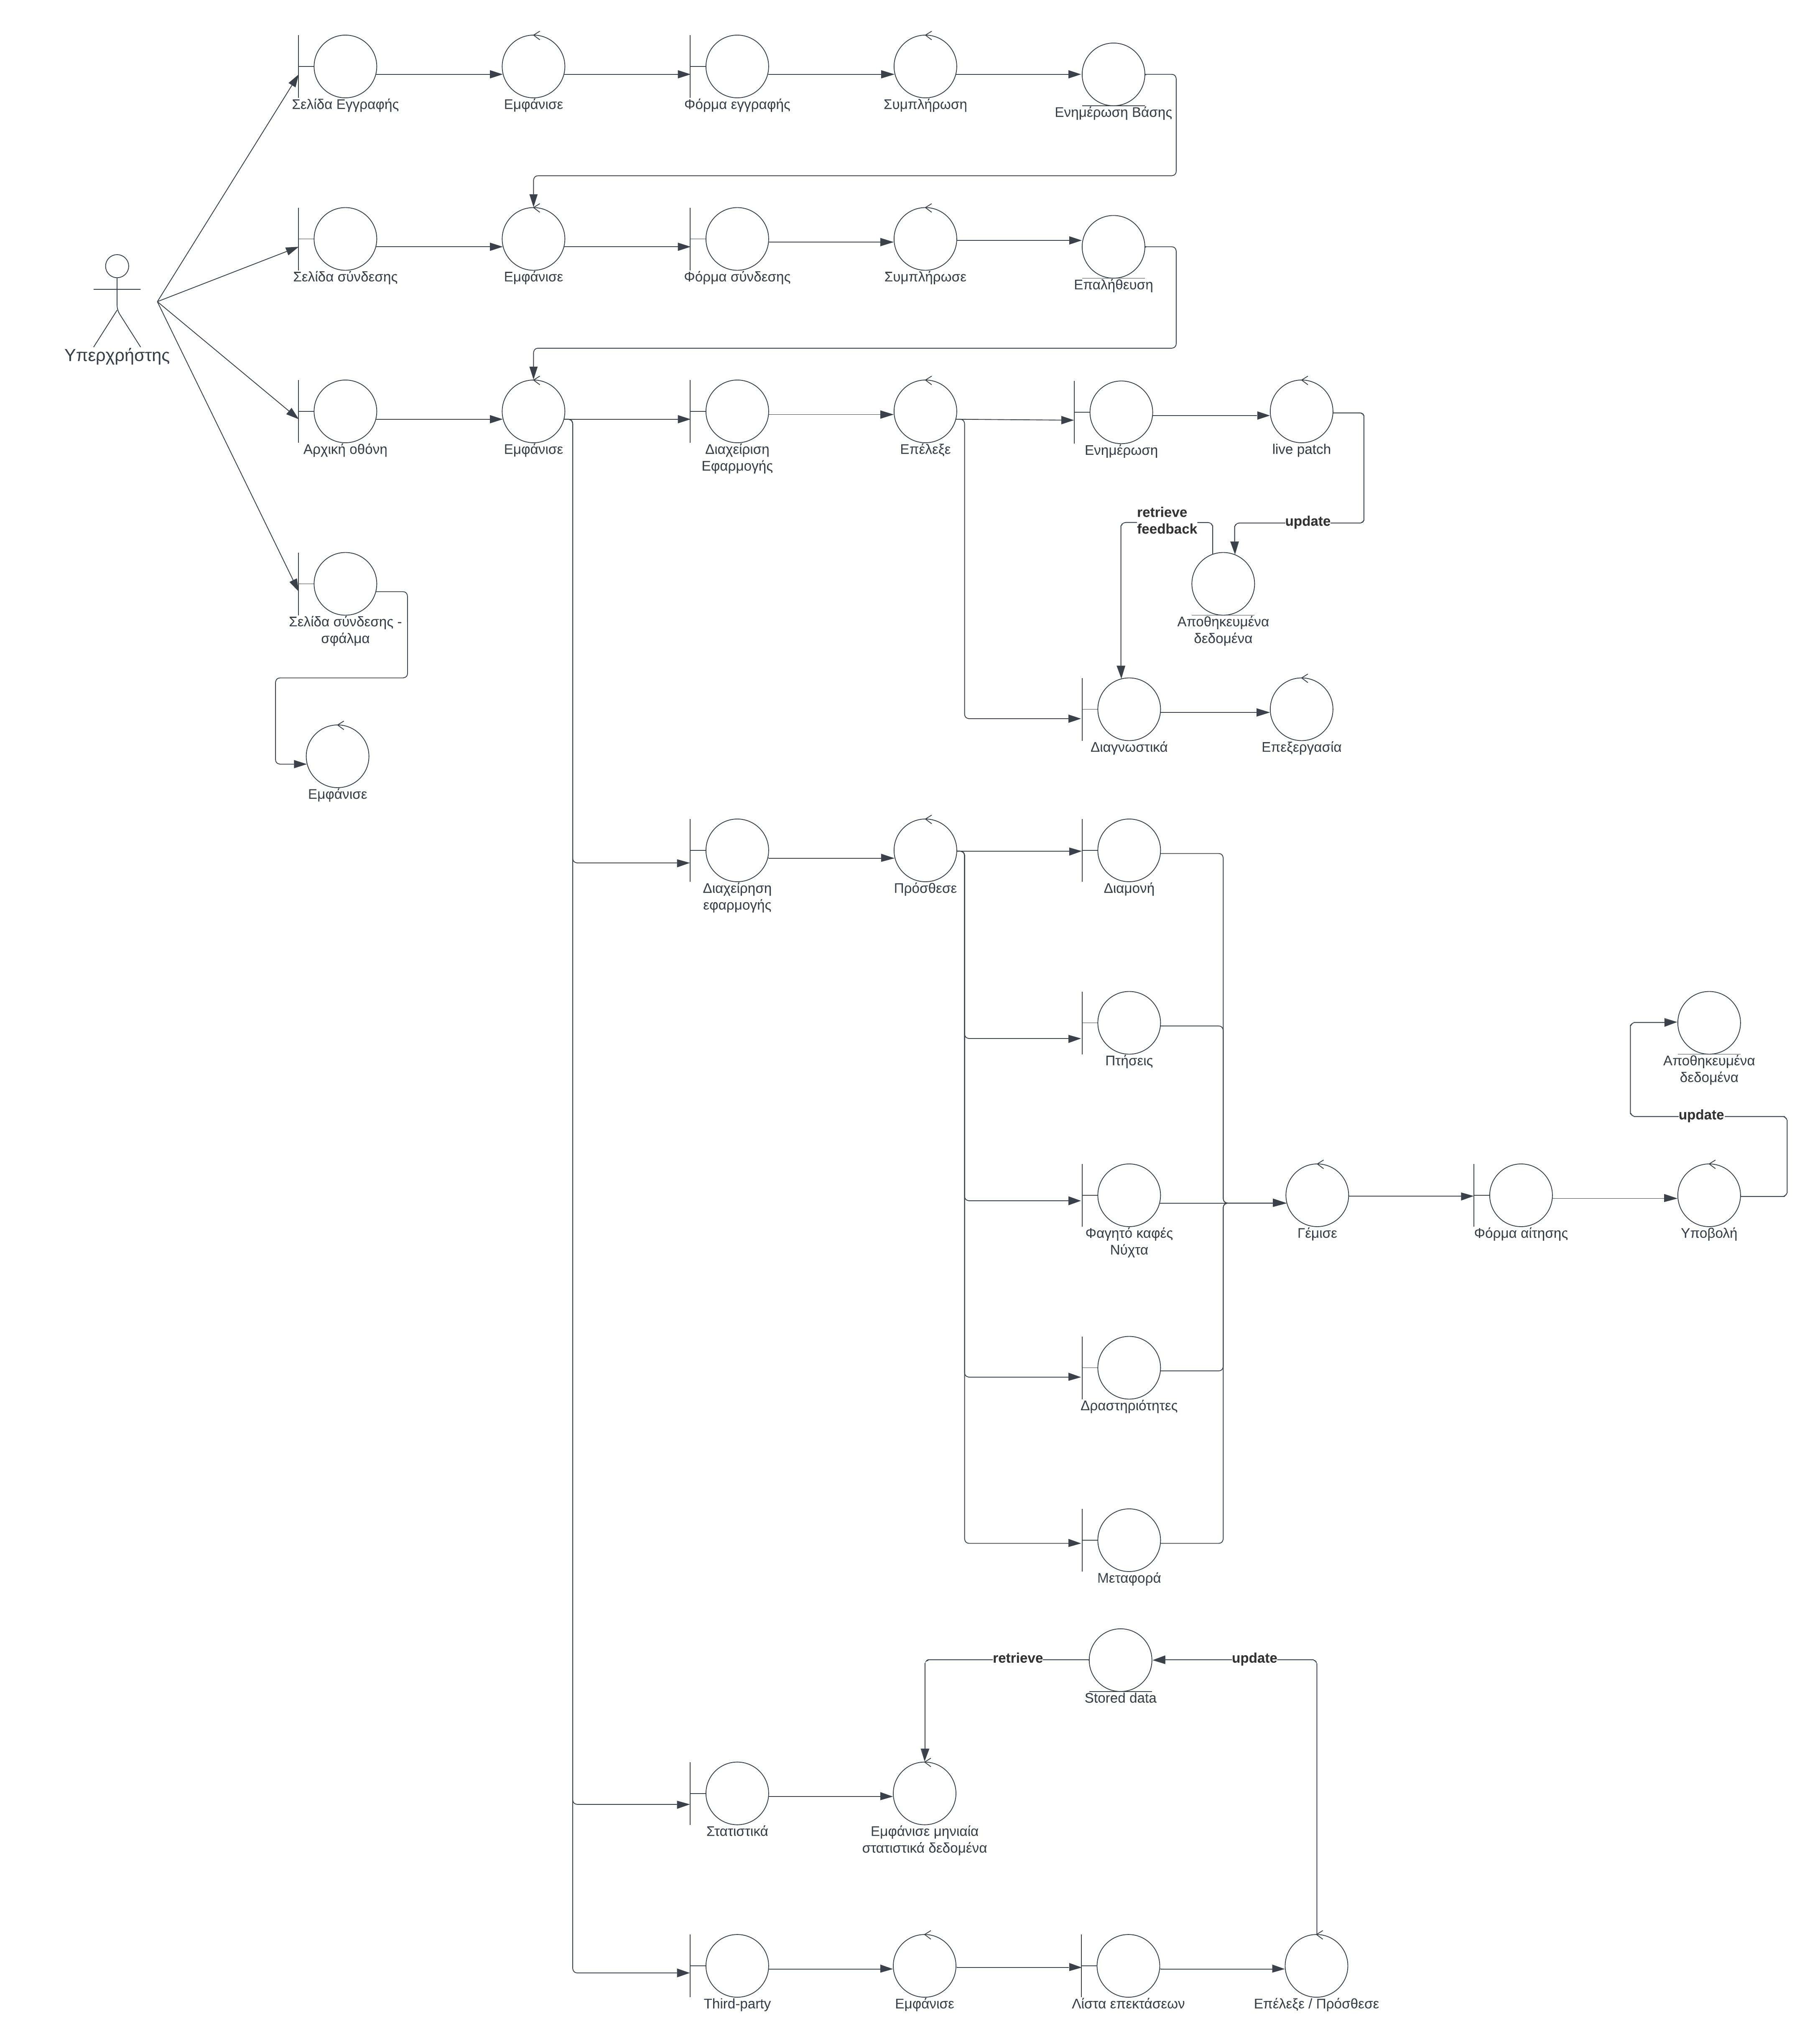 Σελίδα Εγγραφής
Εμφάνισε
Φόρμα εγγραφής
Συμπλήρωση
Ενημέρωση Βάσης
Σελίδα σύνδεσης
Εμφάνισε
Φόρμα σύνδεσης
Συμπλήρωσε
Επαλήθευση
Υπερχρήστης
Αρχική οθόνη
Εμφάνισε
Διαχείριση
Εφαρμογής
Επέλεξε
Ενημέρωση
live patch
retrieve
feedback
update
Σελίδα σύνδεσης -
σφάλμα
Αποθηκευμένα
δεδομένα
Διαγνωστικά
Επεξεργασία
Εμφάνισε
Διαχείρηση
εφαρμογής
Πρόσθεσε
Διαμονή
Πτήσεις
Αποθηκευμένα
δεδομένα
update
Φαγητό καφές
Νύχτα
Γέμισε
Φόρμα αίτησης
Υποβολή
Δραστηριότητες
Μεταφορά
retrieve
update
Stored data
Στατιστικά
Εμφάνισε μηνιαία
στατιστικά δεδομένα
Third-party
Εμφάνισε
Λίστα επεκτάσεων
Επέλεξε / Πρόσθεσε